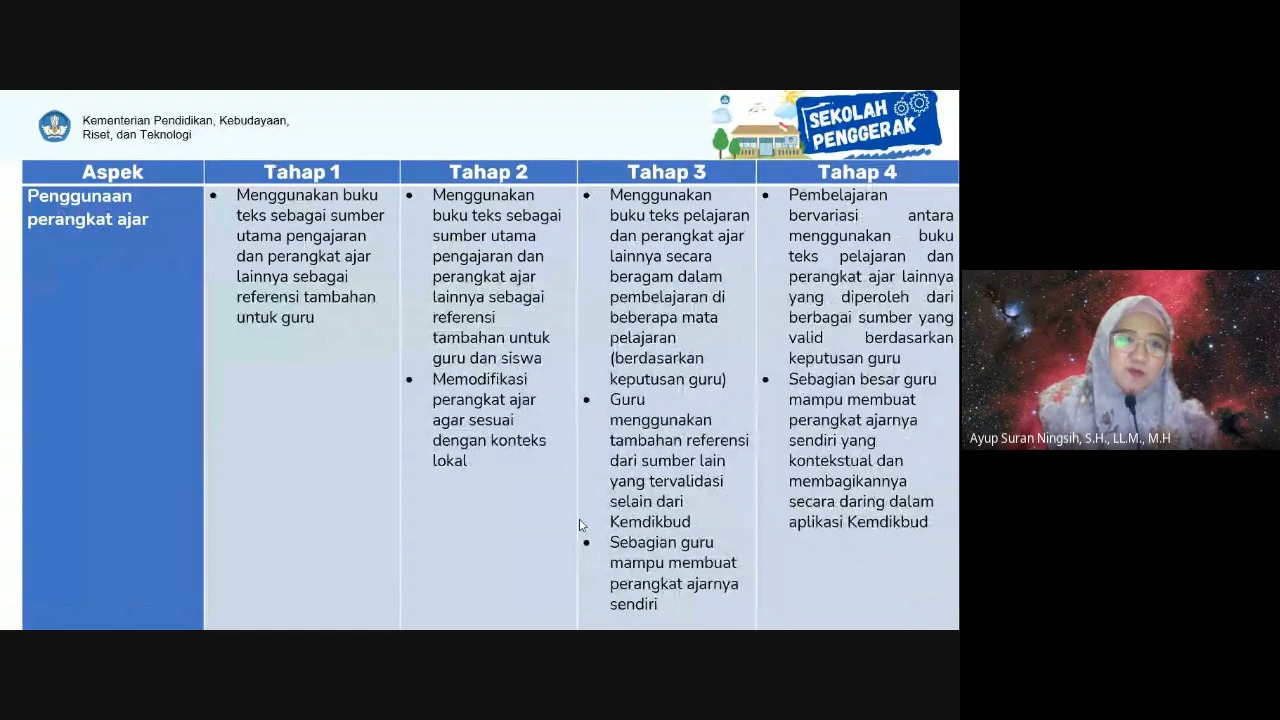 Kementerian Pendidikan, Kebudayaan,
Riset, dan Teknologi
SEKOLAH
PENGGERAK
Aspek
Tahap 1
Tahap 2
Tahap 3
Tahap 4
Penggunaan
perangkat ajar
• Menggunakan buku
teks sebagai sumber
utama pengajaran
dan perangkat ajar
lainnya sebagai
referensi tambahan
untuk guru
• Menggunakan
buku teks sebagai
sumber utama
pengajaran dan
perangkat ajar
lainnya sebagai
referensi
tambahan untuk
guru dan siswa
• Memodifikasi
perangkat ajar
agar sesuai
dengan konteks
lokal
• Menggunakan
buku teks pelajaran
dan perangkat ajar
lainnya secara
beragam dalam
pembelajaran di
beberapa mata
pelajaran
(berdasarkan
keputusan guru)
• Guru
menggunakan
tambahan referensi
dari sumber lain
yang tervalidasi
selain dari
Kemdikbud
• Sebagian guru
mampu membuat
perangkat ajarnya
sendiri
• Pembelajaran
bervariasi antara
menggunakan buku
teks pelajaran dan
perangkat ajar lainnya
yang diperoleh dari
berbagai sumber yang
valid berdasarkan
keputusan guru
• Sebagian besar guru
mampu membuat
perangkat ajarnya
sendiri yang
kontekstual dan
membagikannya
secara daring dalam
aplikasi Kemdikbud
Ayup Suran Ningsih, S.H., LL.M., M.H